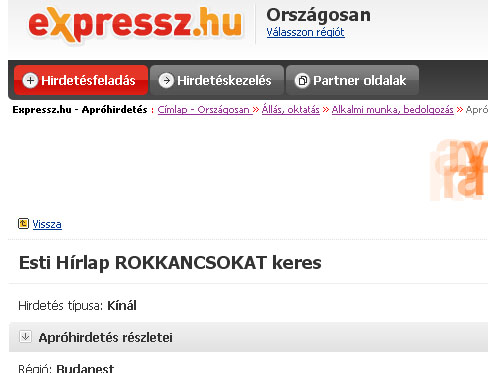 expressz.hu
Országosan
Válasszon régiót
Hirdetésfeladás
Hirdetéskezelés
Partner oldalak
Expressz.hu - Apróhirdetés : Címlap - Országosan » Állás, oktatás » Alkalmi munka, bedolgozás » Apró
Vissza
Esti Hírlap ROKKANCSOKAT keres
Hirdetés típusa: Kínál
Apróhirdetés részletei
Régió: Budapest